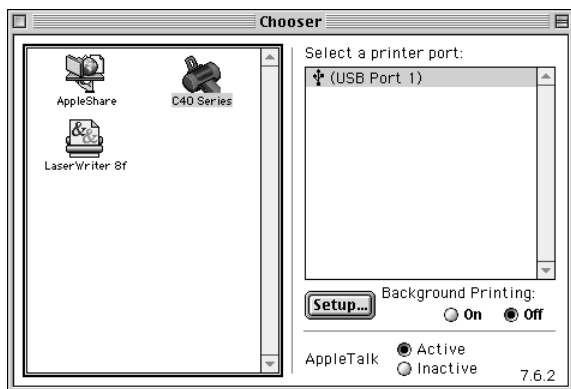 Chooser
AppleShare
C40 Series
LaserWriter 8f
Select a printer port:
(USB Port 1)
Setup...
Background Printing:
On Off
AppleTalk
Active
Inactive
7.6.2